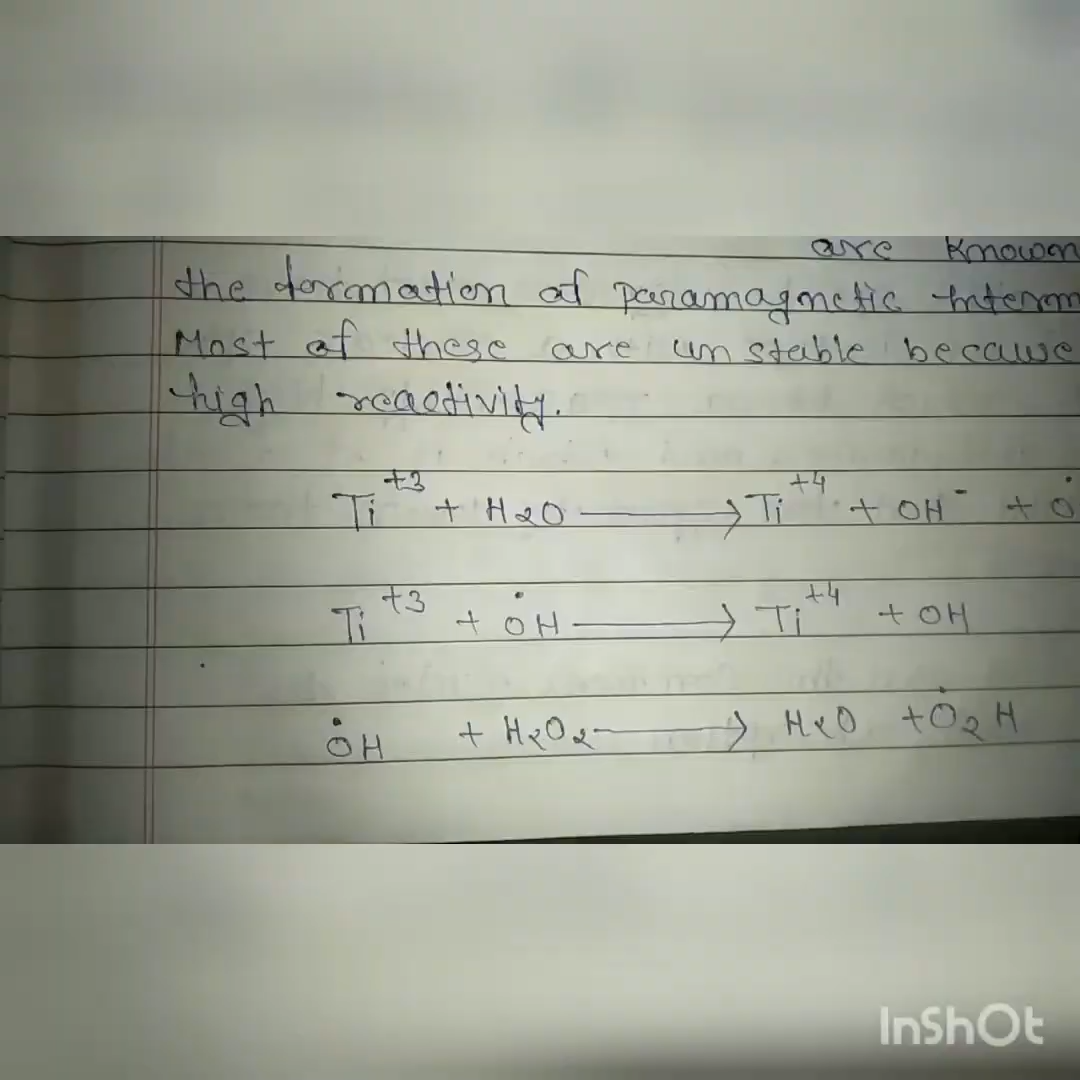 are known
the formation of paramagnetic Interm
Most of these are unstable because
high reactivity.
Ti+3 + H2O ⟶ Ti+4 + OH- + Ȯ
Ti+3 + ȮH ⟶ Ti+4 + OH
ȮH + H2O2 ⟶ H2O + Ȯ2H
InShOt